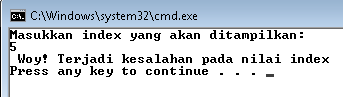 C:\Windows\system32\cmd.exe
Masukkan index yang akan ditampilkan:
5
Woy! Terjadi kesalahan pada nilai index
Press any key to continue . . . _